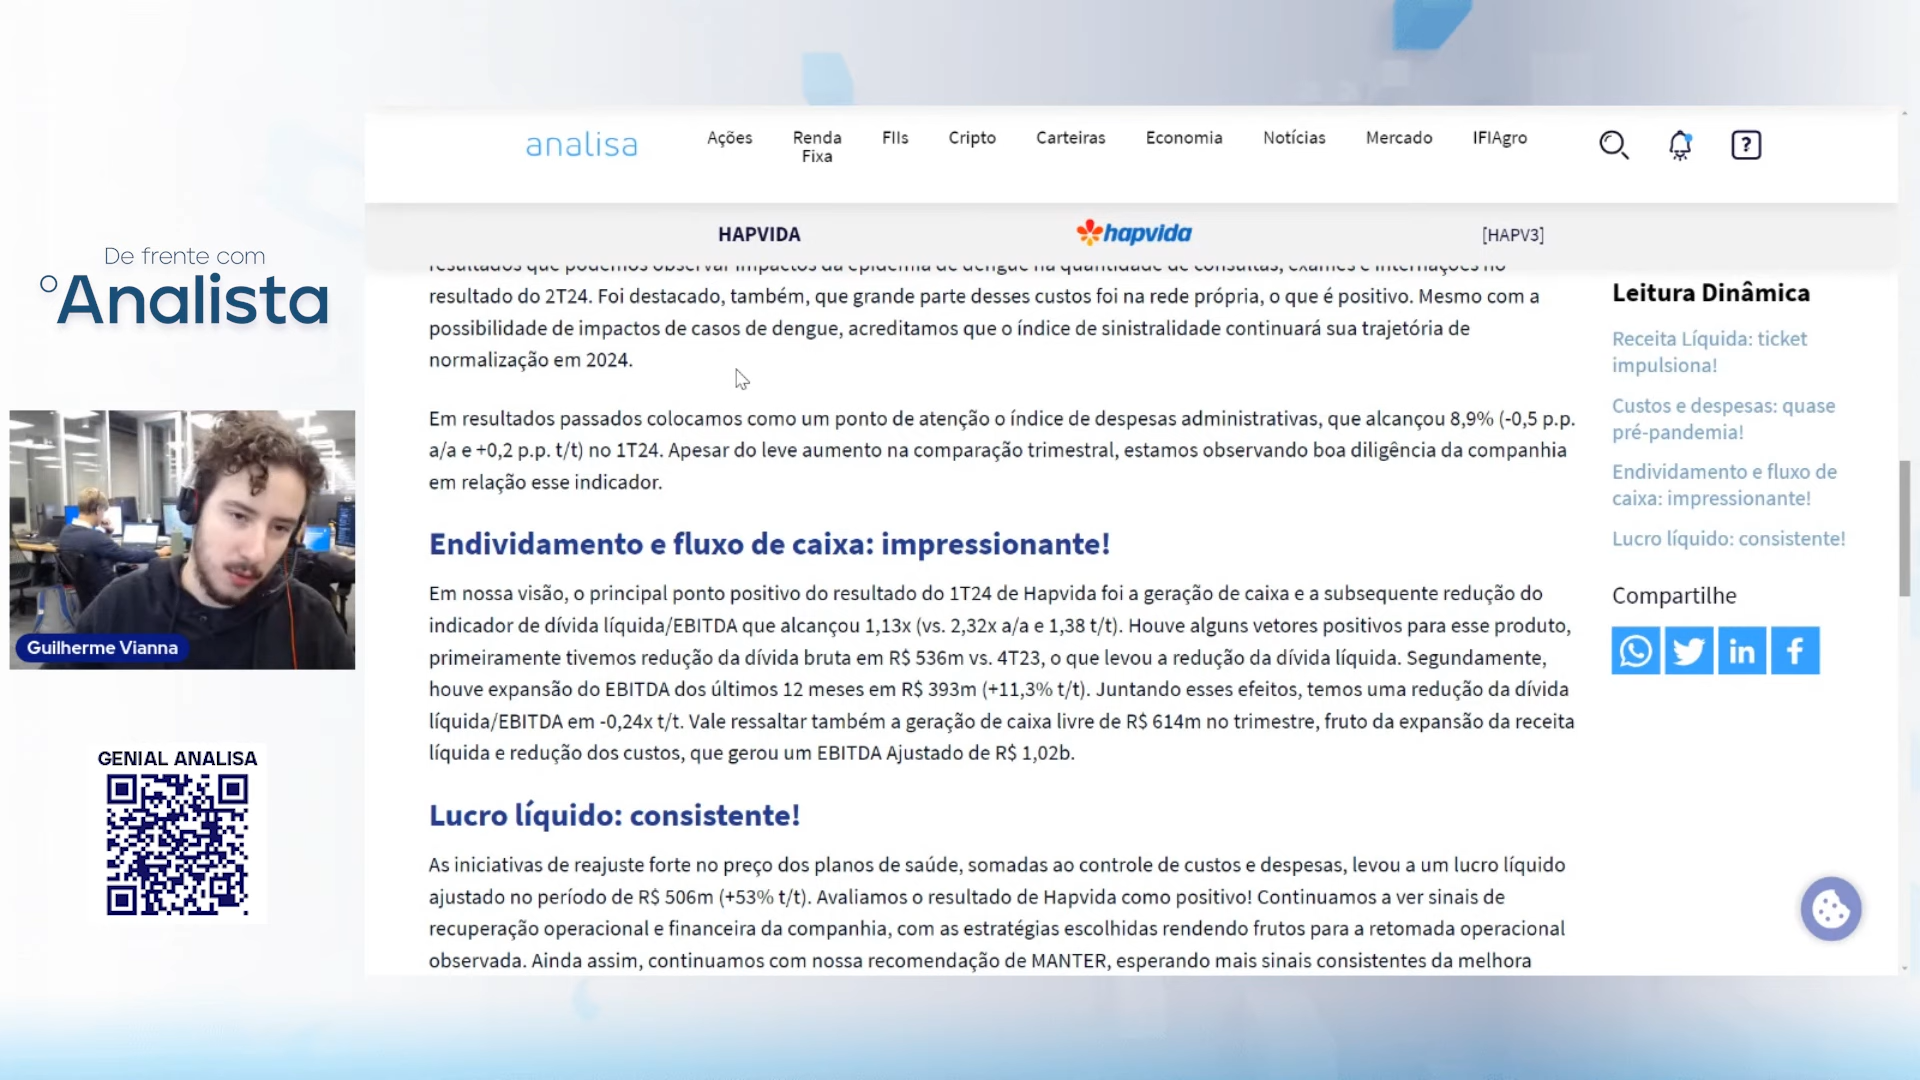 analisa
Ações
Renda
Fixa
FIIs
Cripto
Carteiras
Economia
Notícias
Mercado
IFIAgro
?
HAPVIDA
hapvida
[HAPV3]
De frente com
o Analista
Guilherme Vianna
GENIAL ANALISA
resultados que podemos observar impactos da epidemia de dengue na quantidade de consultas, exames e internações no
resultado do 2T24. Foi destacado, também, que grande parte desses custos foi na rede própria, o que é positivo. Mesmo com a
possibilidade de impactos de casos de dengue, acreditamos que o índice de sinistralidade continuará sua trajetória de
normalização em 2024.
Em resultados passados colocamos como um ponto de atenção o índice de despesas administrativas, que alcançou 8,9% (-0,5 p.p.
a/a e +0,2 p.p. t/t) no 1T24. Apesar do leve aumento na comparação trimestral, estamos observando boa diligência da companhia
em relação esse indicador.
Endividamento e fluxo de caixa: impressionante!
Em nossa visão, o principal ponto positivo do resultado do 1T24 de Hapvida foi a geração de caixa e a subsequente redução do
indicador de dívida líquida/EBITDA que alcançou 1,13x (vs. 2,32x a/a e 1,38 t/t). Houve alguns vetores positivos para esse produto,
primeiramente tivemos redução da dívida bruta em R$ 536m vs. 4T23, o que levou a redução da dívida líquida. Segundamente,
houve expansão do EBITDA dos últimos 12 meses em R$ 393m (+11,3% t/t). Juntando esses efeitos, temos uma redução da dívida
líquida/EBITDA em -0,24x t/t. Vale ressaltar também a geração de caixa livre de R$ 614m no trimestre, fruto da expansão da receita
líquida e redução dos custos, que gerou um EBITDA Ajustado de R$ 1,02b.
Lucro líquido: consistente!
As iniciativas de reajuste forte no preço dos planos de saúde, somadas ao controle de custos e despesas, levou a um lucro líquido
ajustado no período de R$ 506m (+53% t/t). Avaliamos o resultado de Hapvida como positivo! Continuamos a ver sinais de
recuperação operacional e financeira da companhia, com as estratégias escolhidas rendendo frutos para a retomada operacional
observada. Ainda assim, continuamos com nossa recomendação de MANTER, esperando mais sinais consistentes da melhora
Leitura Dinâmica
Receita Líquida: ticket
impulsiona!
Custos e despesas: quase
pré-pandemia!
Endividamento e fluxo de
caixa: impressionante!
Lucro líquido: consistente!
Compartilhe